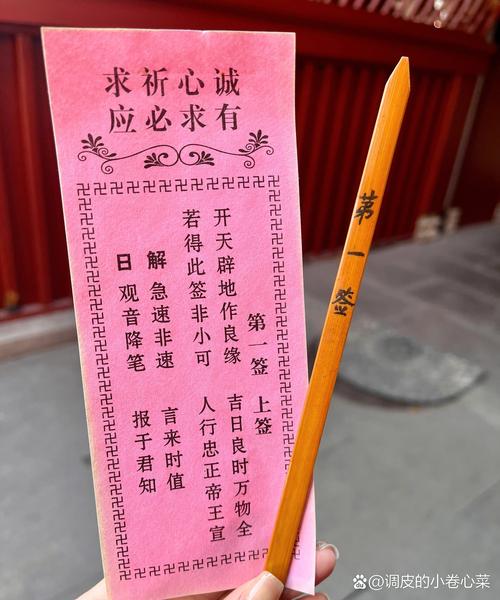 诚心祈求
有求必应
第一签 上签
开天辟地作良缘 吉日良时万物全
若得此签非小可 人行忠正帝王宣
解 急速非速 言来时值
日 观音降笔 报于君知
苐一签
@调皮的小卷心菜